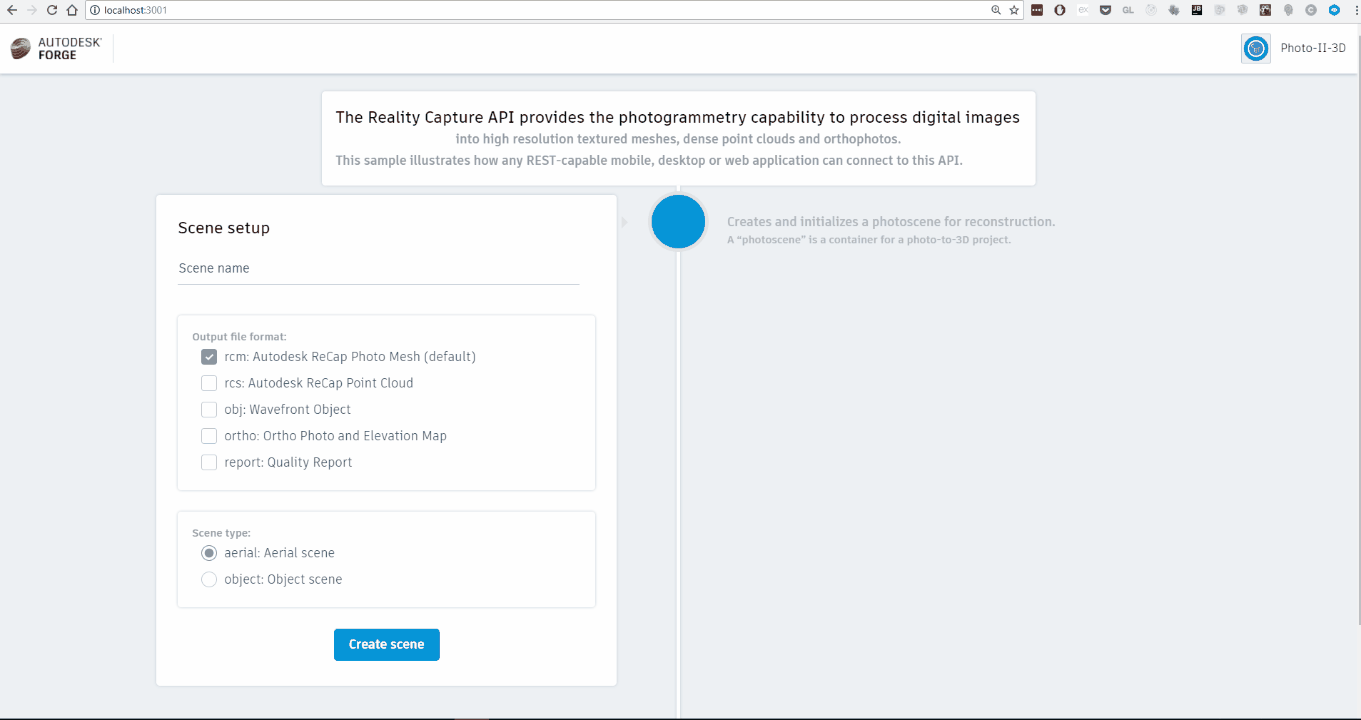 localhost:3001
AUTODESK®
FORGE
Photo-II-3D
The Reality Capture API provides the photogrammetry capability to process digital images
into high resolution textured meshes, dense point clouds and orthophotos.
This sample illustrates how any REST-capable mobile, desktop or web application can connect to this API.
Scene setup
Scene name
Output file format:
rcm: Autodesk ReCap Photo Mesh (default)
rcs: Autodesk ReCap Point Cloud
obj: Wavefront Object
ortho: Ortho Photo and Elevation Map
report: Quality Report
Scene type:
aerial: Aerial scene
object: Object scene
Create scene
Creates and initializes a photoscene for reconstruction.
A “photoscene” is a container for a photo-to-3D project.